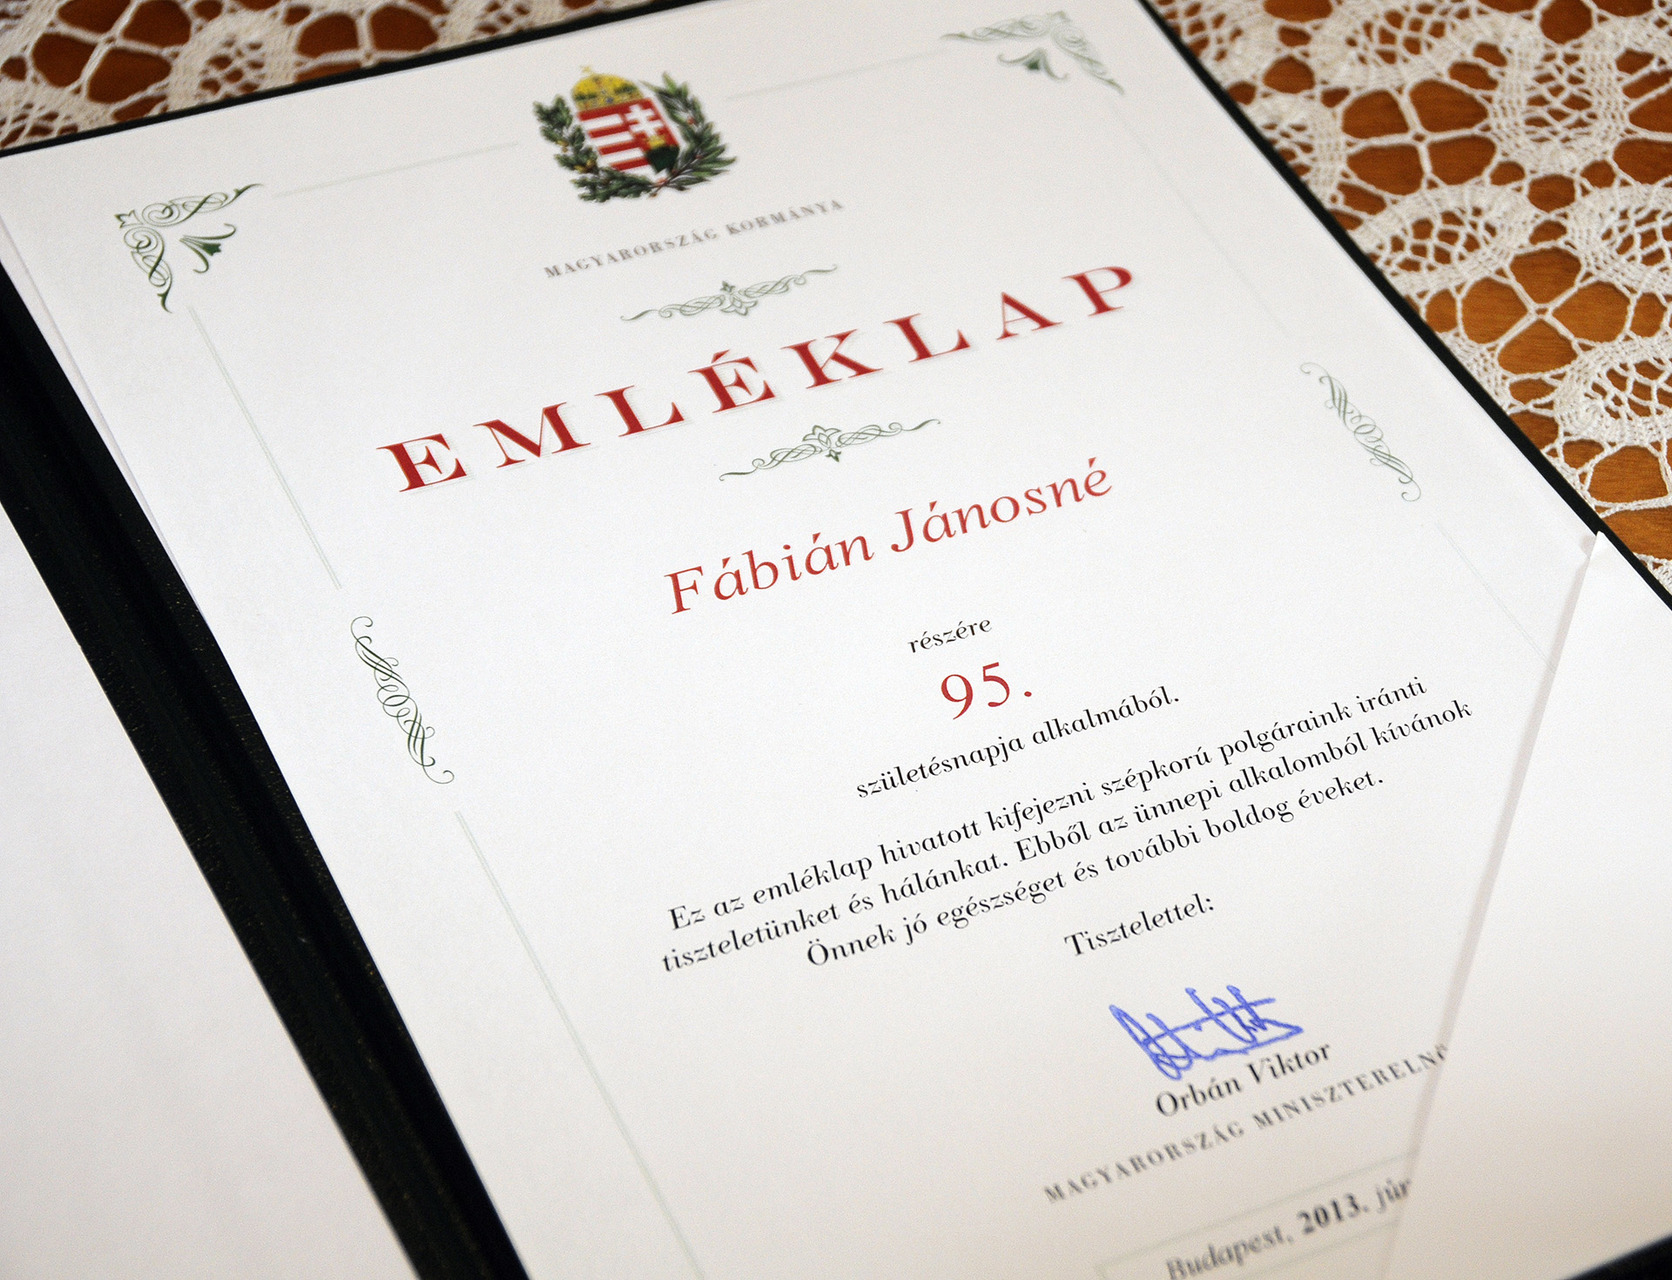 MAGYARORSZÁG KORMÁNYA
EMLÉKLAP
Fábián Jánosné
részére
95.
születésnapja alkalmából.
Ez az emléklap hivatott kifejezni szépkorú polgáraink iránti
tiszteletünket és hálánkat. Ebből az ünnepi alkalomból kívánok
Önnek jó egészséget és további boldog éveket.
Tisztelettel:
Orbán Viktor
MAGYARORSZÁG MINISZTERELNÖ
Budapest, 2013.